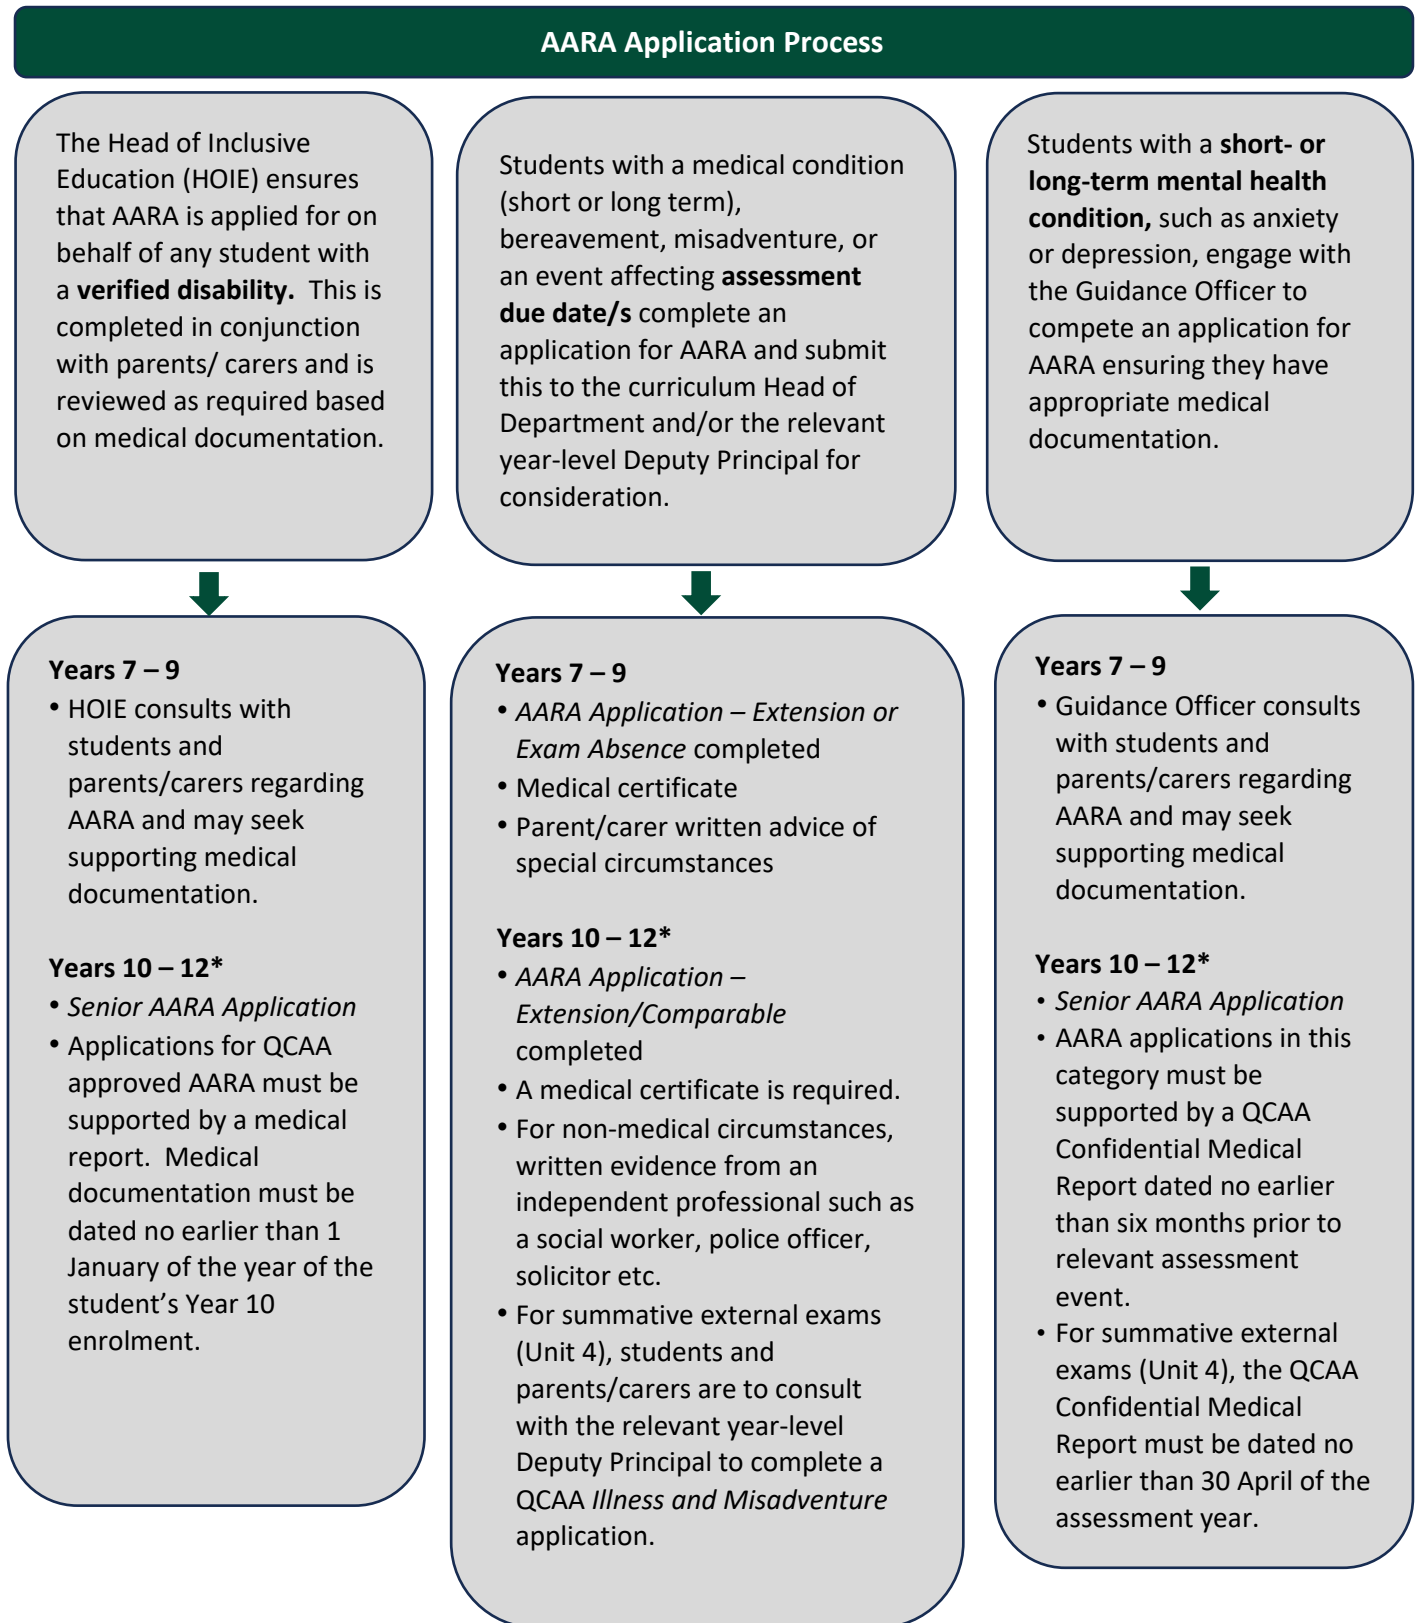 AARA Application Process
The Head of Inclusive
Education (HOIE) ensures
that AARA is applied for on
behalf of any student with
a verified disability.  This is
completed in conjunction
with parents/ carers and is
reviewed as required based
on medical documentation.
Students with a medical condition
(short or long term),
bereavement, misadventure, or
an event affecting assessment
due date/s complete an
application for AARA and submit
this to the curriculum Head of
Department and/or the relevant
year-level Deputy Principal for
consideration.
Students with a short- or
long-term mental health
condition, such as anxiety
or depression, engage with
the Guidance Officer to
compete an application for
AARA ensuring they have
appropriate medical
documentation.
Years 7 – 9
• HOIE consults with
students and
parents/carers regarding
AARA and may seek
supporting medical
documentation.
Years 10 – 12*
• Senior AARA Application
• Applications for QCAA
approved AARA must be
supported by a medical
report.  Medical
documentation must be
dated no earlier than 1
January of the year of the
student’s Year 10
enrolment.
Years 7 – 9
• AARA Application – Extension or
Exam Absence completed
• Medical certificate
• Parent/carer written advice of
special circumstances
Years 10 – 12*
• AARA Application –
Extension/Comparable
completed
• A medical certificate is required.
• For non-medical circumstances,
written evidence from an
independent professional such as
a social worker, police officer,
solicitor etc.
• For summative external exams
(Unit 4), students and
parents/carers are to consult
with the relevant year-level
Deputy Principal to complete a
QCAA Illness and Misadventure
application.
Years 7 – 9
• Guidance Officer consults
with students and
parents/carers regarding
AARA and may seek
supporting medical
documentation.
Years 10 – 12*
• Senior AARA Application
• AARA applications in this
category must be
supported by a QCAA
Confidential Medical
Report dated no earlier
than six months prior to
relevant assessment
event.
• For summative external
exams (Unit 4), the QCAA
Confidential Medical
Report must be dated no
earlier than 30 April of the
assessment year.